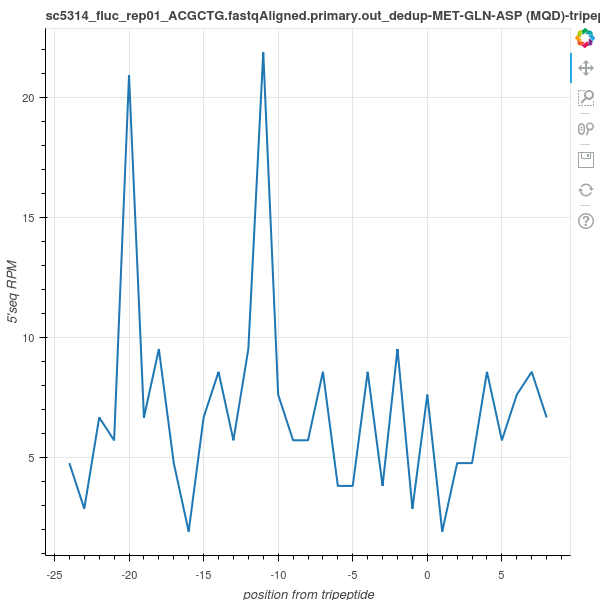 sc5314_fluc_rep01_ACGCTG.fastqAligned.primary.out_dedup-MET-GLN-ASP (MQD)-tripe
20
15
10
5
5'seq RPM
-25 -20 -15 -10 -5 0 5
position from tripeptide